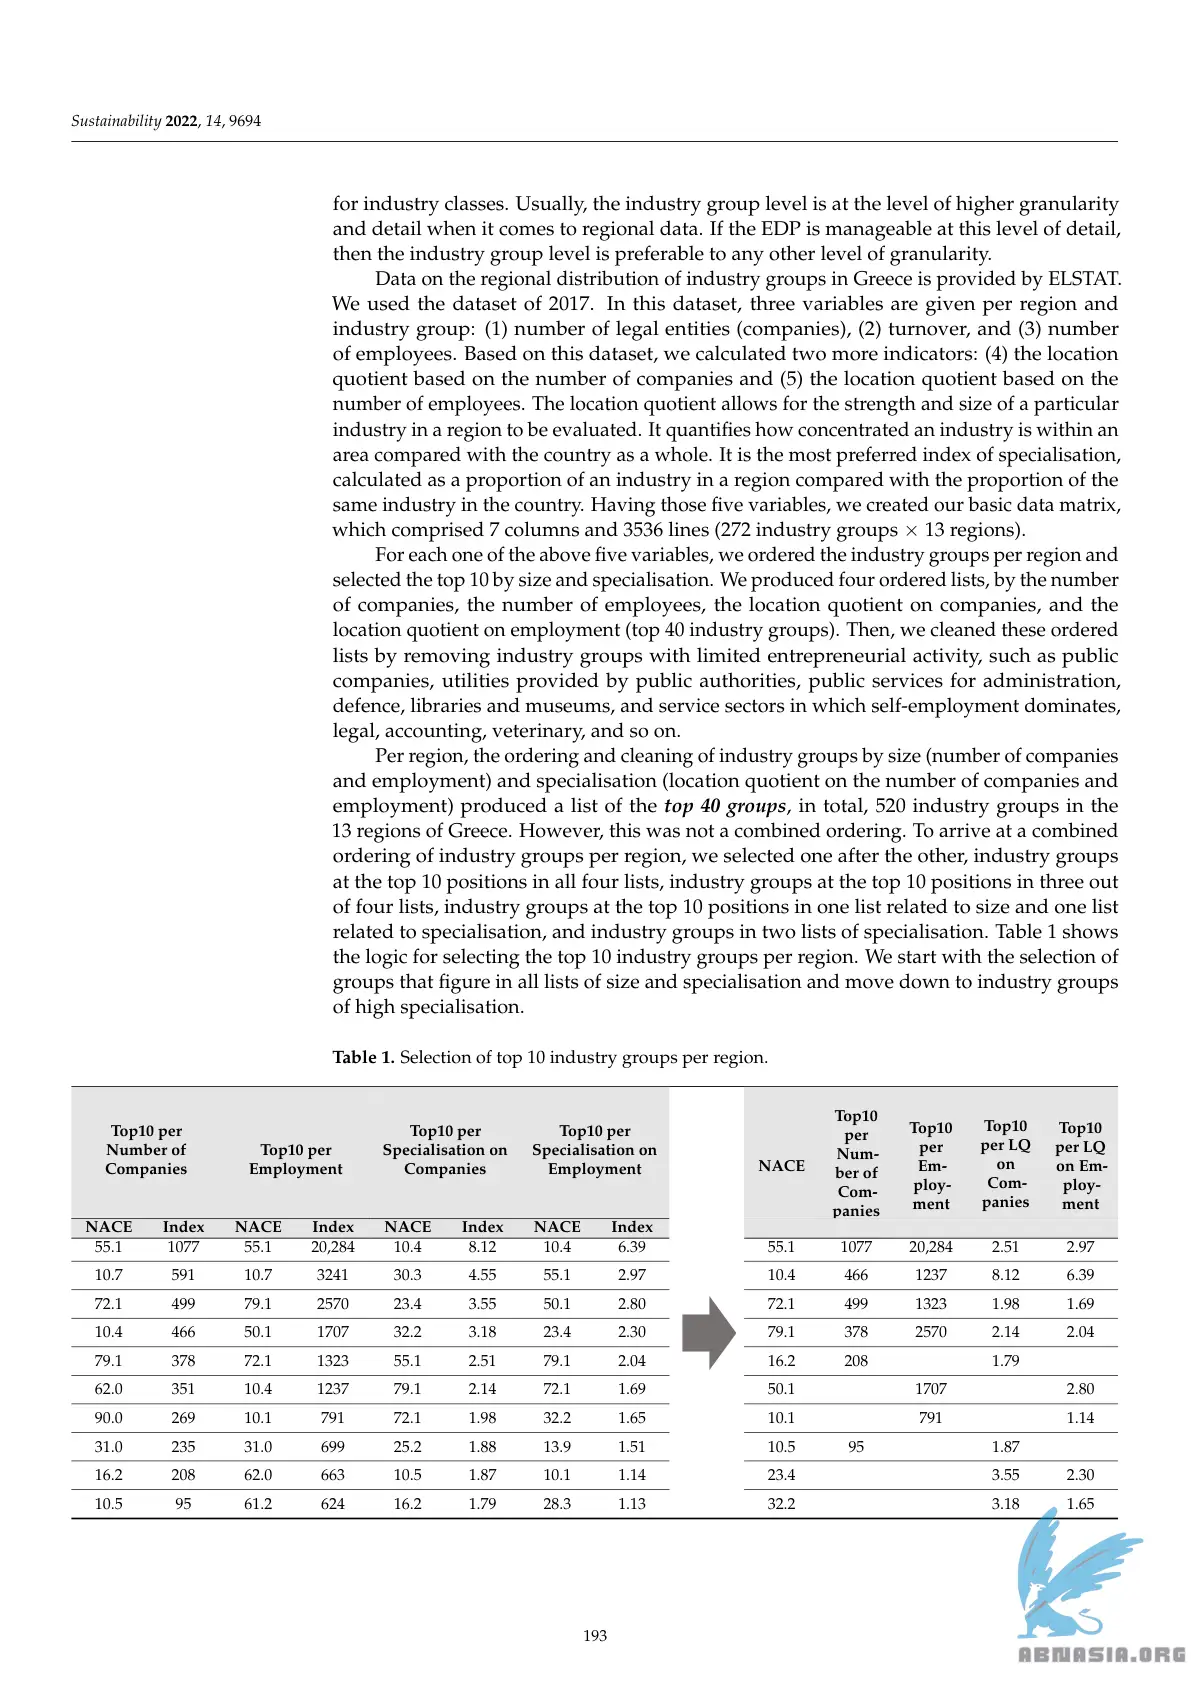 Sustainability 2022, 14, 9694
for industry classes. Usually, the industry group level is at the level of higher granularity
and detail when it comes to regional data. If the EDP is manageable at this level of detail,
then the industry group level is preferable to any other level of granularity.
Data on the regional distribution of industry groups in Greece is provided by ELSTAT.
We used the dataset of 2017. In this dataset, three variables are given per region and
industry group: (1) number of legal entities (companies), (2) turnover, and (3) number
of employees. Based on this dataset, we calculated two more indicators: (4) the location
quotient based on the number of companies and (5) the location quotient based on the
number of employees. The location quotient allows for the strength and size of a particular
industry in a region to be evaluated. It quantifies how concentrated an industry is within an
area compared with the country as a whole. It is the most preferred index of specialisation,
calculated as a proportion of an industry in a region compared with the proportion of the
same industry in the country. Having those five variables, we created our basic data matrix,
which comprised 7 columns and 3536 lines (272 industry groups × 13 regions).
For each one of the above five variables, we ordered the industry groups per region and
selected the top 10 by size and specialisation. We produced four ordered lists, by the number
of companies, the number of employees, the location quotient on companies, and the
location quotient on employment (top 40 industry groups). Then, we cleaned these ordered
lists by removing industry groups with limited entrepreneurial activity, such as public
companies, utilities provided by public authorities, public services for administration,
defence, libraries and museums, and service sectors in which self-employment dominates,
legal, accounting, veterinary, and so on.
Per region, the ordering and cleaning of industry groups by size (number of companies
and employment) and specialisation (location quotient on the number of companies and
employment) produced a list of the top 40 groups, in total, 520 industry groups in the
13 regions of Greece. However, this was not a combined ordering. To arrive at a combined
ordering of industry groups per region, we selected one after the other, industry groups
at the top 10 positions in all four lists, industry groups at the top 10 positions in three out
of four lists, industry groups at the top 10 positions in one list related to size and one list
related to specialisation, and industry groups in two lists of specialisation. Table 1 shows
the logic for selecting the top 10 industry groups per region. We start with the selection of
groups that figure in all lists of size and specialisation and move down to industry groups
of high specialisation.
Table 1. Selection of top 10 industry groups per region.
Top10 per
Number of
Companies
Top10 per
Employment
Top10 per
Specialisation on
Companies
Top10 per
Specialisation on
Employment
NACE
Top10
per
Num-
ber of
Com-
panies
Top10
per
Em-
ploy-
ment
Top10
per LQ
on
Com-
panies
Top10
per LQ
on Em-
ploy-
ment
NACE Index NACE Index NACE Index NACE Index
55.1 1077 55.1 20,284 10.4 8.12 10.4 6.39 55.1 1077 20,284 2.51 2.97
10.7 591 10.7 3241 30.3 4.55 55.1 2.97 10.4 466 1237 8.12 6.39
72.1 499 79.1 2570 23.4 3.55 50.1 2.80 72.1 499 1323 1.98 1.69
10.4 466 50.1 1707 32.2 3.18 23.4 2.30 79.1 378 2570 2.14 2.04
79.1 378 72.1 1323 55.1 2.51 79.1 2.04 16.2 208 1.79
62.0 351 10.4 1237 79.1 2.14 72.1 1.69 50.1 1707 2.80
90.0 269 10.1 791 72.1 1.98 32.2 1.65 10.1 791 1.14
31.0 235 31.0 699 25.2 1.88 13.9 1.51 10.5 95 1.87
16.2 208 62.0 663 10.5 1.87 10.1 1.14 23.4 3.55 2.30
10.5 95 61.2 624 16.2 1.79 28.3 1.13 32.2 3.18 1.65
193
ABNASIA.ORG